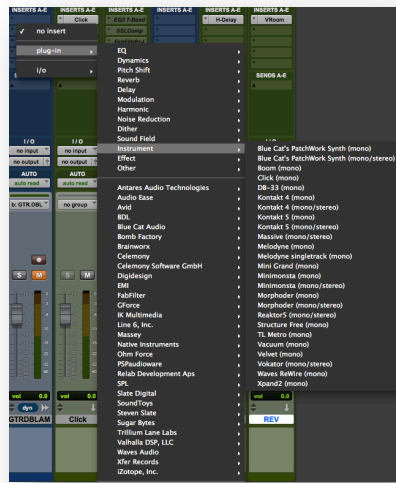 INSERTS A-E
INSERTS A-E
INSERTS A-E
INSERTS A-E
INSERTS A-E
INSERTS A-E
Click
EQ3 7-Band
SSLComp
H-Delay
VRoom
✓ no insert
plug-in
i/o
EQ
Dynamics
Pitch Shift
Reverb
Delay
Modulation
Harmonic
Noise Reduction
Dither
Sound Field
Instrument
Effect
Other
Antares Audio Technologies
Audio Ease
Avid
BDL
Blue Cat Audio
Bomb Factory
Brainworx
Celemony
Celemony Software GmbH
Digidesign
EMI
FabFilter
GForce
IK Multimedia
Line 6, Inc.
Massey
Native Instruments
Ohm Force
PSPaudioware
Relab Development Aps
SPL
Slate Digital
SoundToys
Steven Slate
Sugar Bytes
Trillium Lane Labs
Valhalla DSP, LLC
Waves Audio
Xfer Records
iZotope, Inc.
Blue Cat's PatchWork Synth (mono)
Blue Cat's PatchWork Synth (mono/stereo)
Boom (mono)
Click (mono)
DB-33 (mono)
Kontakt 4 (mono)
Kontakt 4 (mono/stereo)
Kontakt 5 (mono)
Kontakt 5 (mono/stereo)
Massive (mono/stereo)
Melodyne (mono)
Melodyne singletrack (mono)
Mini Grand (mono)
Minimonsta (mono)
Minimonsta (mono/stereo)
Morphoder (mono)
Morphoder (mono/stereo)
Reaktor5 (mono/stereo)
Structure Free (mono)
TL Metro (mono)
Vacuum (mono)
Velvet (mono)
Vokator (mono/stereo)
Waves ReWire (mono)
Xpand2 (mono)
SENDS A-E
I/O
I/O
I/O
no input
no input
no output
no output
AUTO
AUTO
auto read
auto read
b: GTR.DBL
no group
S M
S M
vol 0.0
vol 0.0
vol 0.0
dyn
GTRDBLAM
Click
REV